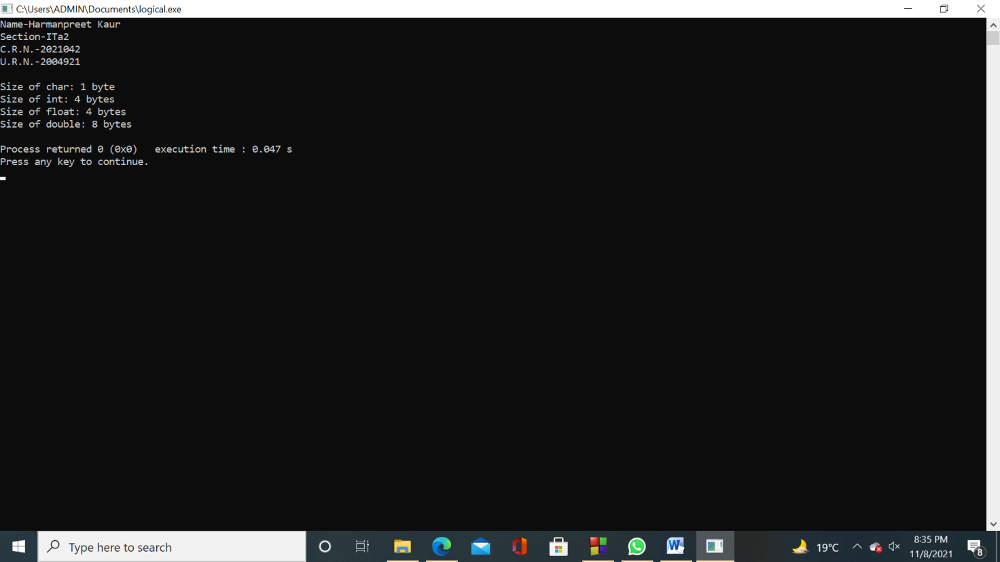 C:\Users\ADMIN\Documents\logical.exe
Name-Harmanpreet Kaur
Section-ITa2
C.R.N.-2021042
U.R.N.-2004921
Size of char: 1 byte
Size of int: 4 bytes
Size of float: 4 bytes
Size of double: 8 bytes
Process returned 0 (0x0)   execution time : 0.047 s
Press any key to continue.
Type here to search
W
19°C
8:35 PM
11/8/2021
8